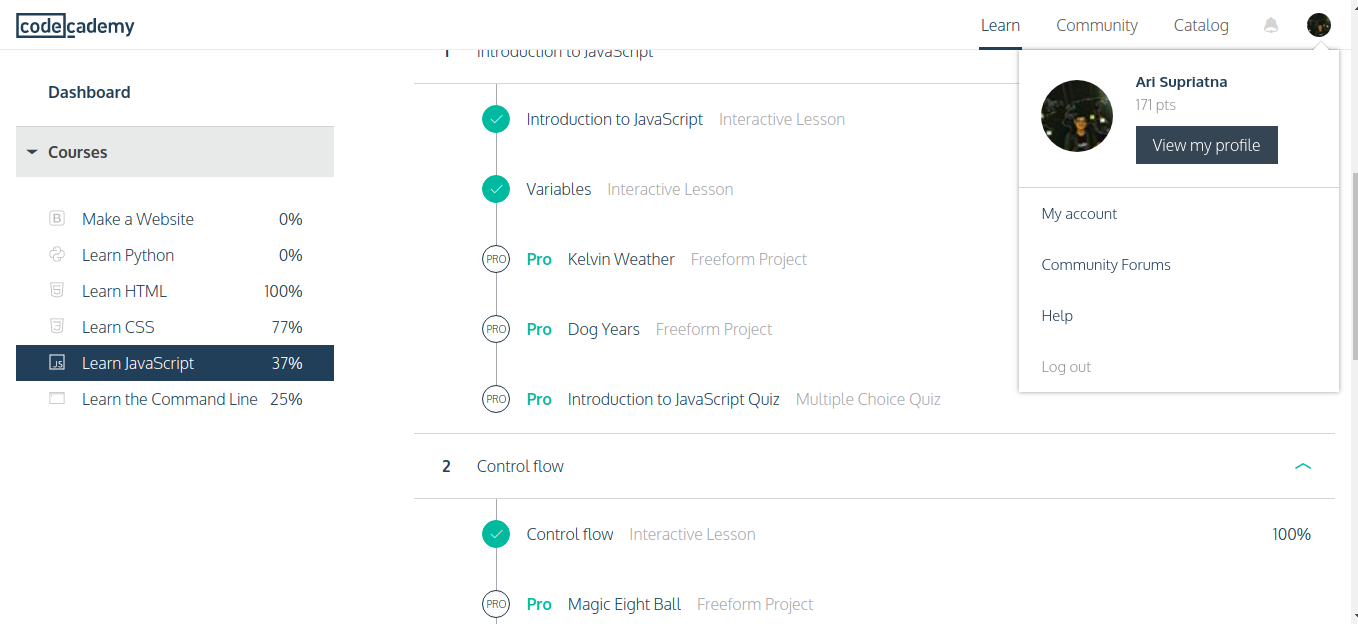 codecademy
Learn Community Catalog
Dashboard
Courses
Make a Website 0%
Learn Python 0%
Learn HTML 100%
Learn CSS 77%
Learn JavaScript 37%
Learn the Command Line 25%
1 Introduction to JavaScript
Introduction to JavaScript Interactive Lesson
Variables Interactive Lesson
PRO Pro Kelvin Weather Freeform Project
PRO Pro Dog Years Freeform Project
PRO Pro Introduction to JavaScript Quiz Multiple Choice Quiz
2 Control flow
Control flow Interactive Lesson 100%
PRO Pro Magic Eight Ball Freeform Project
Ari Supriatna
171 pts
View my profile
My account
Community Forums
Help
Log out